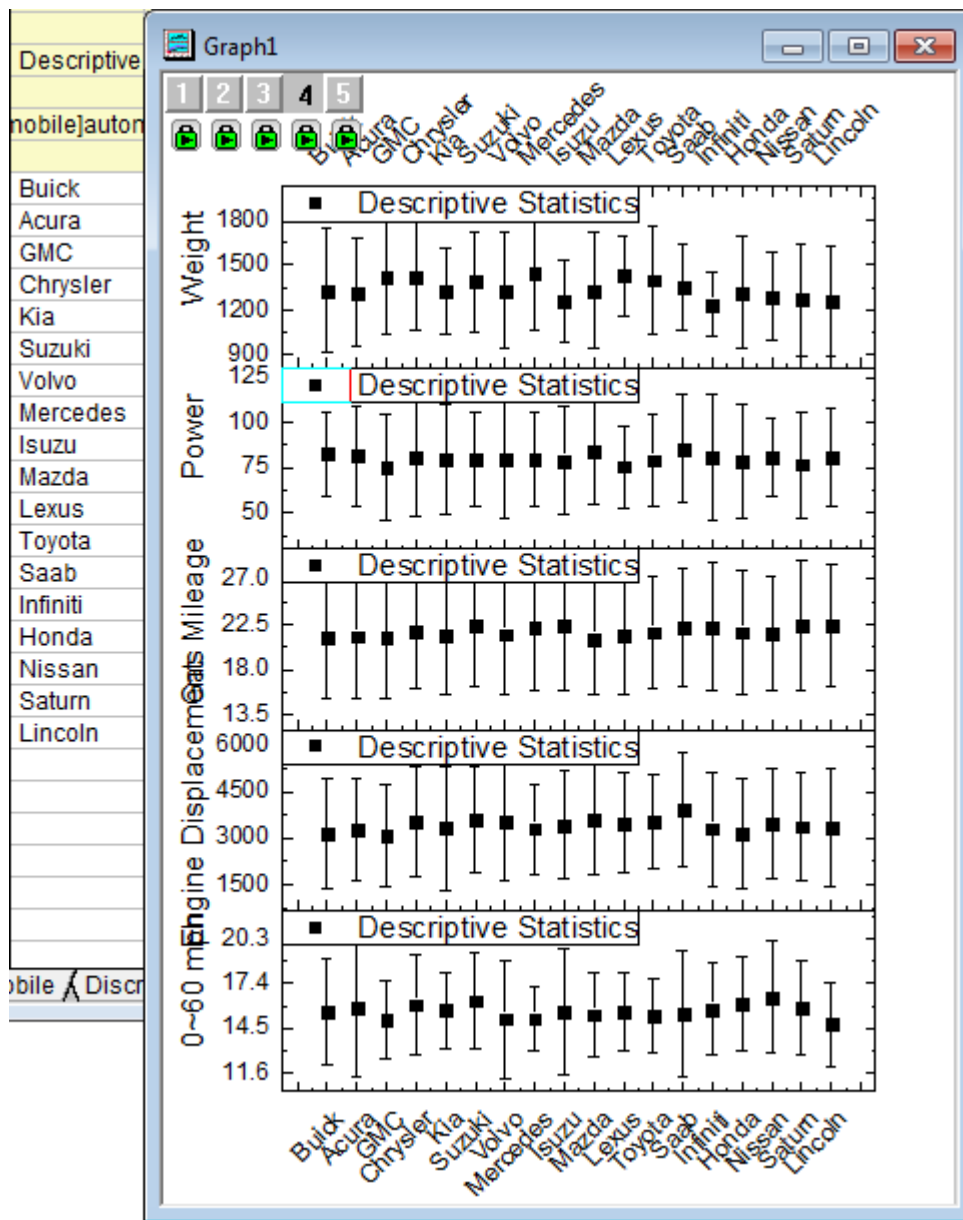 Descriptive
nobile]autom
Buick
Acura
GMC
Chrysler
Kia
Suzuki
Volvo
Mercedes
Isuzu
Mazda
Lexus
Toyota
Saab
Infiniti
Honda
Nissan
Saturn
Lincoln
obile
Discr
Graph1
1 2 3 4 5
Buick Acura GMC Chrysler Kia Suzuki Volvo Mercedes Isuzu Mazda Lexus Toyota Saab Infiniti Honda Nissan Saturn Lincoln
Descriptive Statistics
Weight
1800
1500
1200
900
Descriptive Statistics
Power
125
100
75
50
Descriptive Statistics
Gas Mileage
27.0
22.5
18.0
13.5
Descriptive Statistics
Engine Displacement
6000
4500
3000
1500
Descriptive Statistics
0~60 mph
20.3
17.4
14.5
11.6
Buick Acura GMC Chrysler Kia Suzuki Volvo Mercedes Isuzu Mazda Lexus Toyota Saab Infiniti Honda Nissan Saturn Lincoln